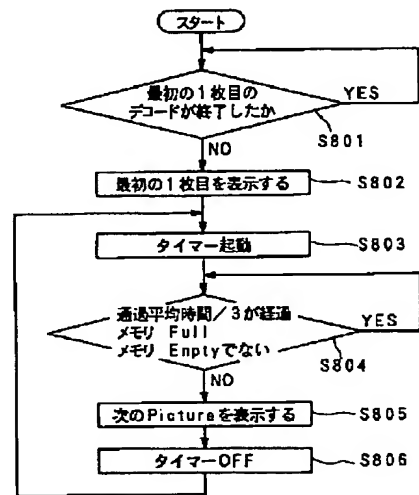 スタート
最初の1枚目の
デコードが終了したか
YES
S801
NO
最初の1枚目を表示する
S802
タイマー起動
S803
通過平均時間/3が経過
メモリ Full
メモリ Emptyでない
YES
S804
NO
次のPictureを表示する
S805
タイマーOFF
S806